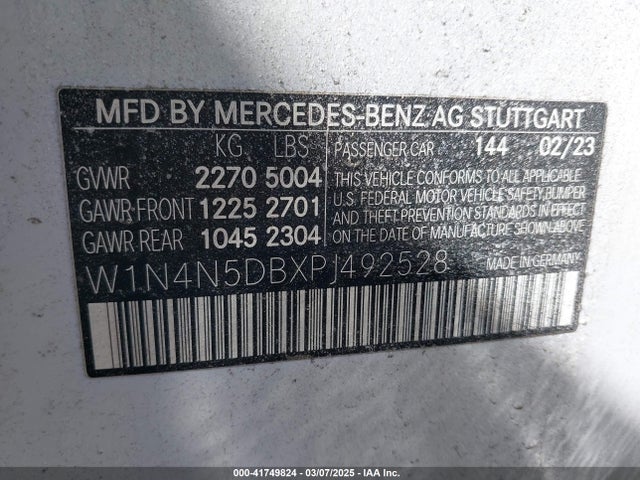 MFD BY MERCEDES-BENZ AG STUTTGART
KG LBS PASSENGER CAR 144 02/23
GVWR 2270 5004 THIS VEHICLE CONFORMS TO ALL APPLICABLE
GAWR FRONT 1225 2701 U.S. FEDERAL MOTOR VEHICLE SAFETY, BUMPER
AND THEFT PREVENTION STANDARDS IN EFFECT
GAWR REAR 1045 2304 ON THE DATE OF MANUFACTURE SHOWN ABOVE.
W1N4N5DBXPJ492528 MADE IN GERMANY
000-41749824 | 03/07/2025 | IAA Inc.